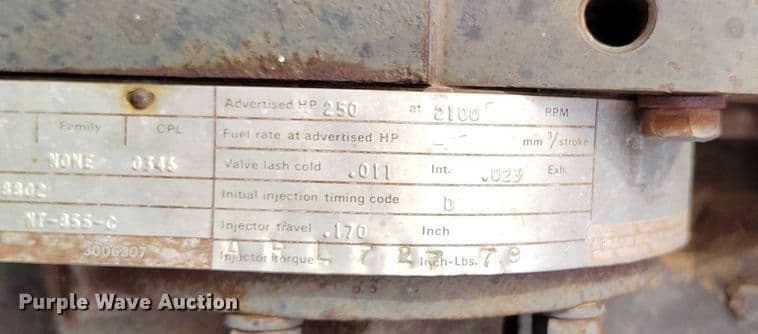 Advertised HP 250 at 2100 RPM
Family CPL
Fuel rate at advertised HP mm 3/stroke
NONE 0345
Valve lash cold .011 Int. .023 Exh.
3302
Initial injection timing code D
NT-855-C
Injector travel .170 Inch
3006207
Injector Torque Inch-Lbs.
Purple Wave Auction